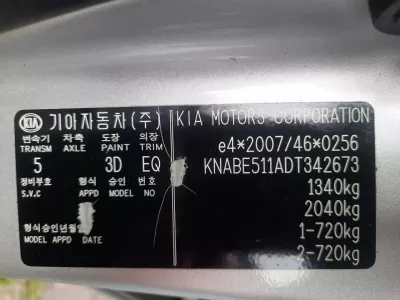 KIA 기아자동차(주) KIA MOTORS CORPORATION
변속기 차축 도장 의장
TRANSM AXLE PAINT TRIM
e4*2007/46*0256
5 3D EQ
KNABE511ADT342673
정비부호 형식 승인 번호
S.V.C APPD MODEL NO
1340kg
2040kg
형식승인년월일
MODEL APPD DATE
1-720kg
2-720kg